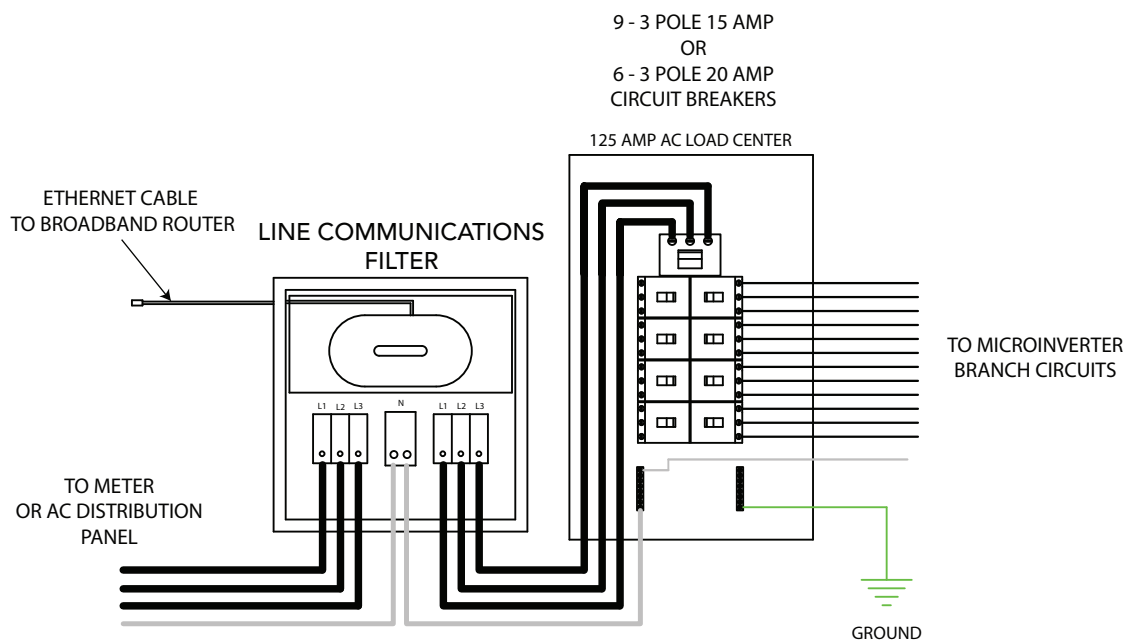 9 - 3 POLE 15 AMP
OR
6 - 3 POLE 20 AMP
CIRCUIT BREAKERS
125 AMP AC LOAD CENTER
ETHERNET CABLE
TO BROADBAND ROUTER
LINE COMMUNICATIONS
FILTER
L1 L2 L3 N L1 L2 L3
TO MICROINVERTER
BRANCH CIRCUITS
TO METER
OR AC DISTRIBUTION
PANEL
GROUND